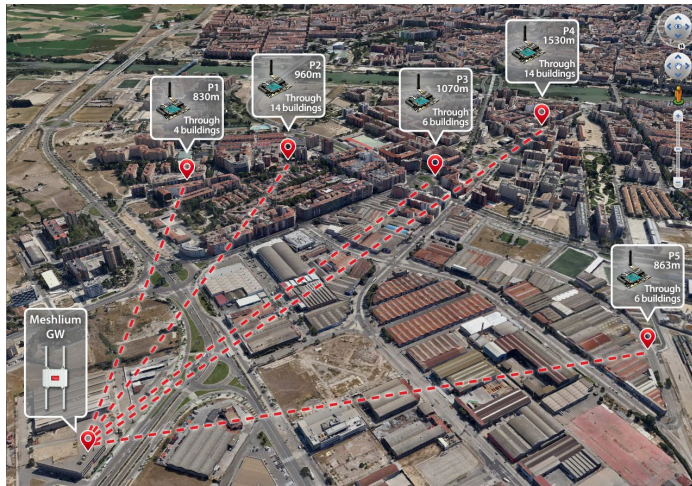 P1
830m
Through
4 buildings
P2
960m
Through
14 buildings
P3
1070m
Through
6 buildings
P4
1530m
Through
14 buildings
P5
863m
Through
6 buildings
Meshlium
GW